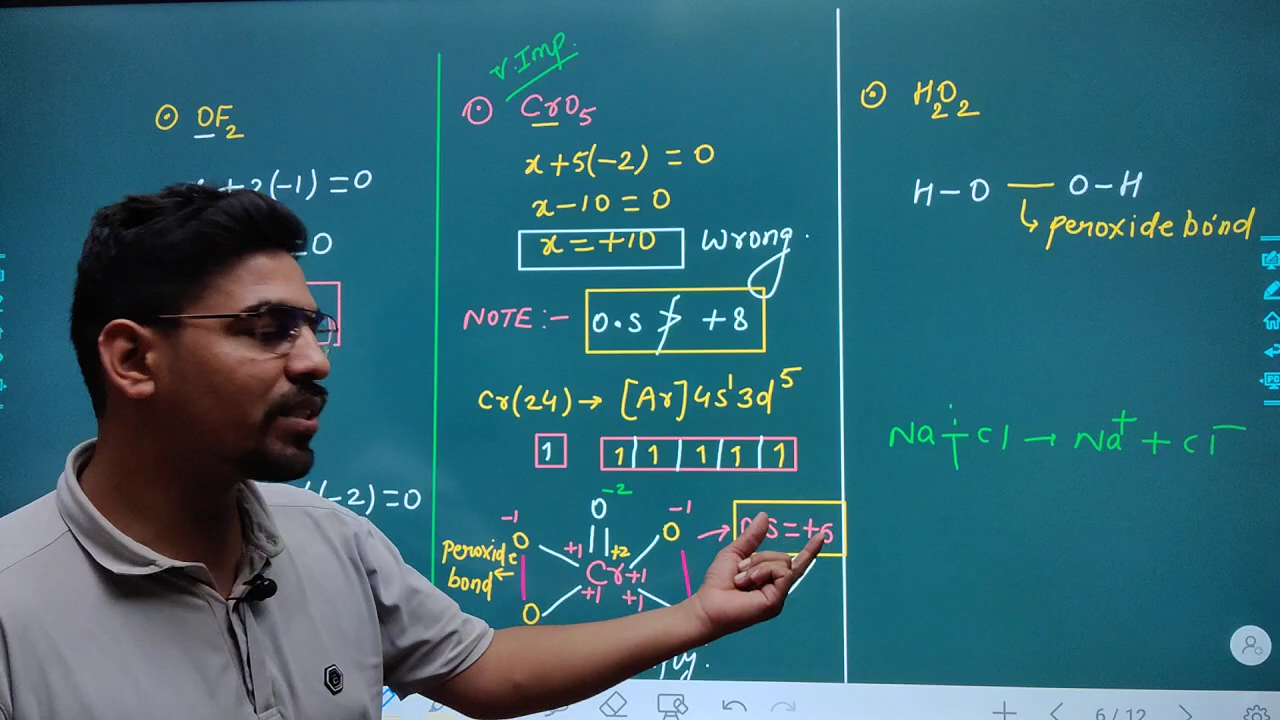 ⊙ OF₂
+2(-1)=0
=0
(-2)=0
v.Imp.
⊙ CrO₅
x+5(-2) = 0
x-10 = 0
x = +10 Wrong.
NOTE:- O.S ≯ +8
Cr(24) → [Ar]4s¹3d⁵
1 1 1 1 1 1
-1 O -2 -1
O O → O.S = +6
Peroxide bond ←
+1 +2
Cr +1
+1 +1
O
⊙ H₂O₂
H-O — O-H
↳ peroxide bond
Na + Cl → Na⁺ + Cl⁻
6/12